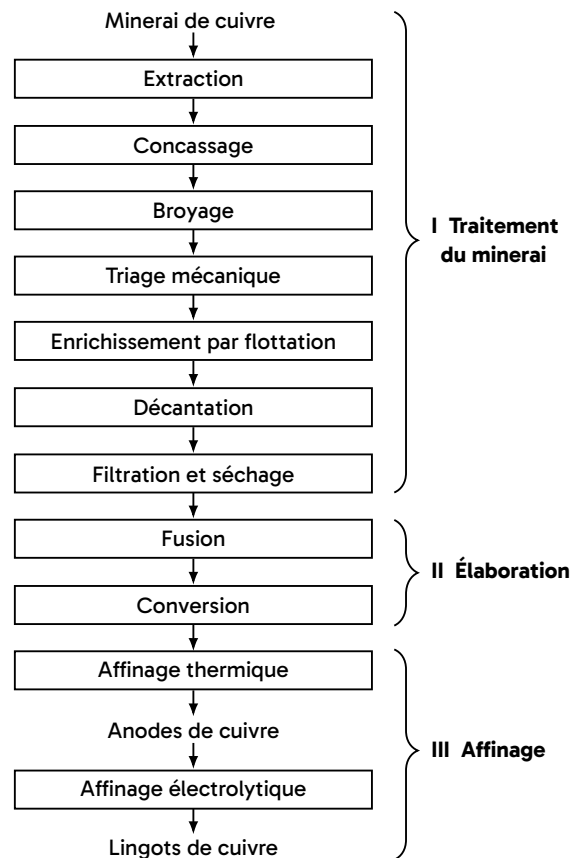 Minerai de cuivre
Extraction
Concassage
Broyage
I Traitement
du minerai
Triage mécanique
Enrichissement par flottation
Décantation
Filtration et séchage
Fusion
II Élaboration
Conversion
Affinage thermique
Anodes de cuivre
III Affinage
Affinage électrolytique
Lingots de cuivre